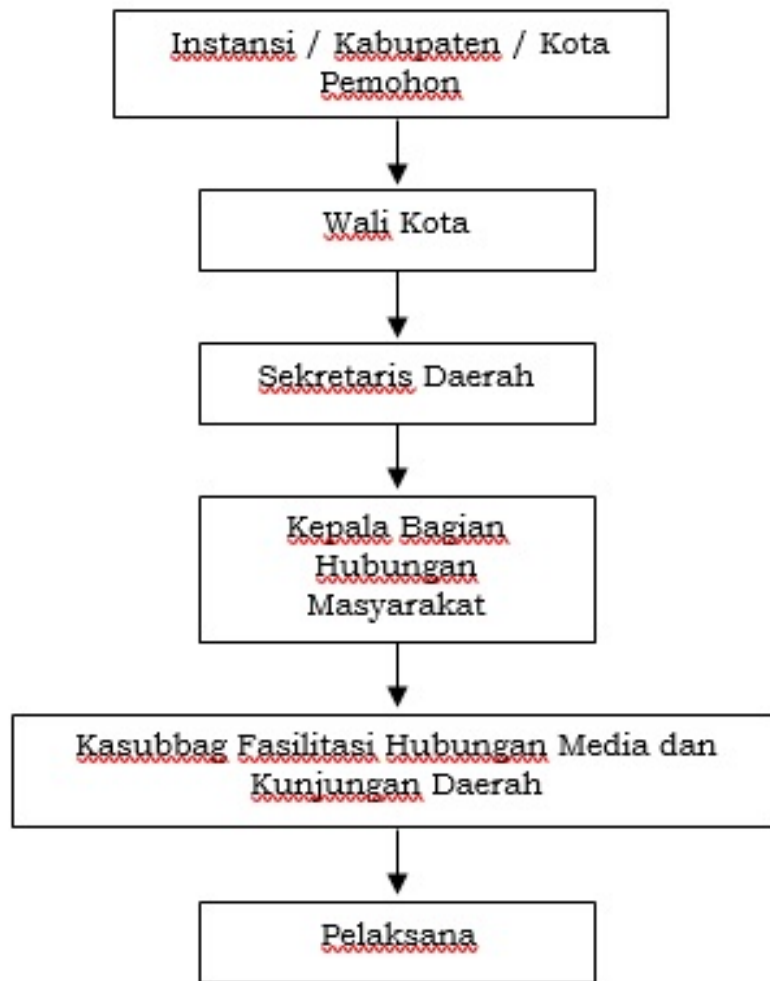 Instansi / Kabupaten / Kota
Pemohon
Wali Kota
Sekretaris Daerah
Kepala Bagian
Hubungan
Masyarakat
Kasubbag Fasilitasi Hubungan Media dan
Kunjungan Daerah
Pelaksana